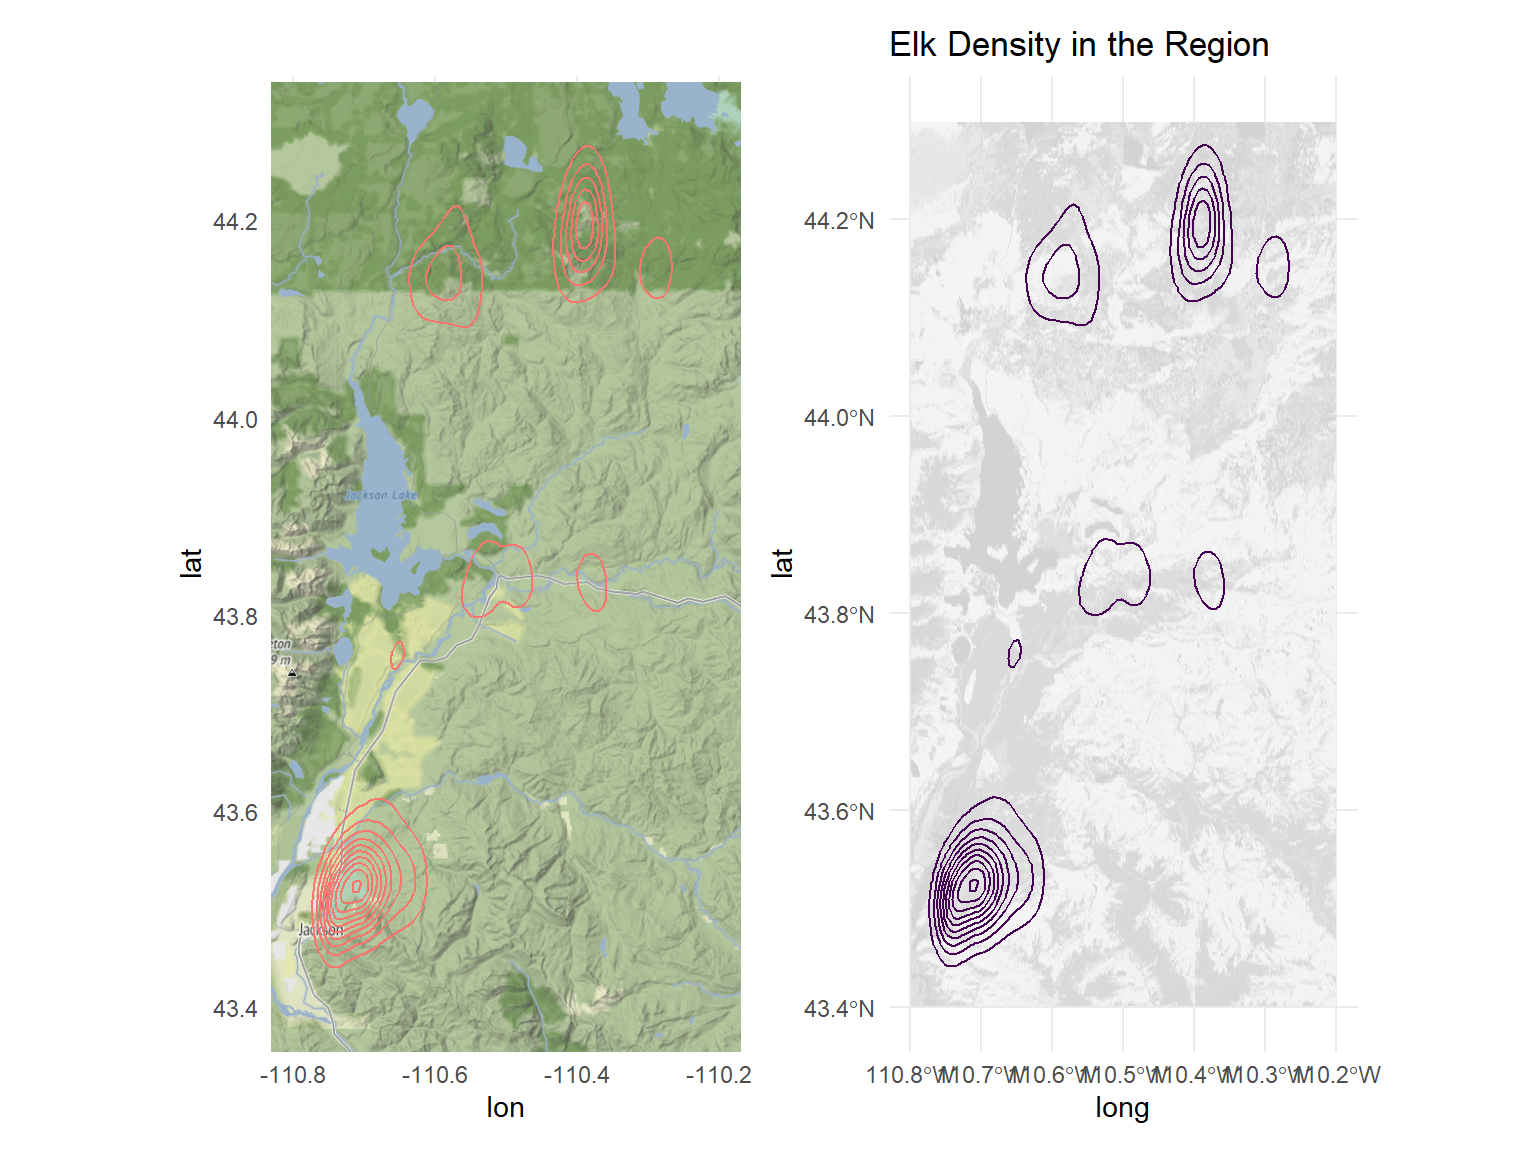 Elk Density in the Region
lat
44.2
44.0
43.8
43.6
43.4
Jackson Lake
eton
9 m
Jackson
-110.8
-110.6
-110.4
-110.2
lon
lat
44.2°N
44.0°N
43.8°N
43.6°N
43.4°N
110.8°W
110.7°W
110.6°W
110.5°W
110.4°W
110.3°W
110.2°W
long